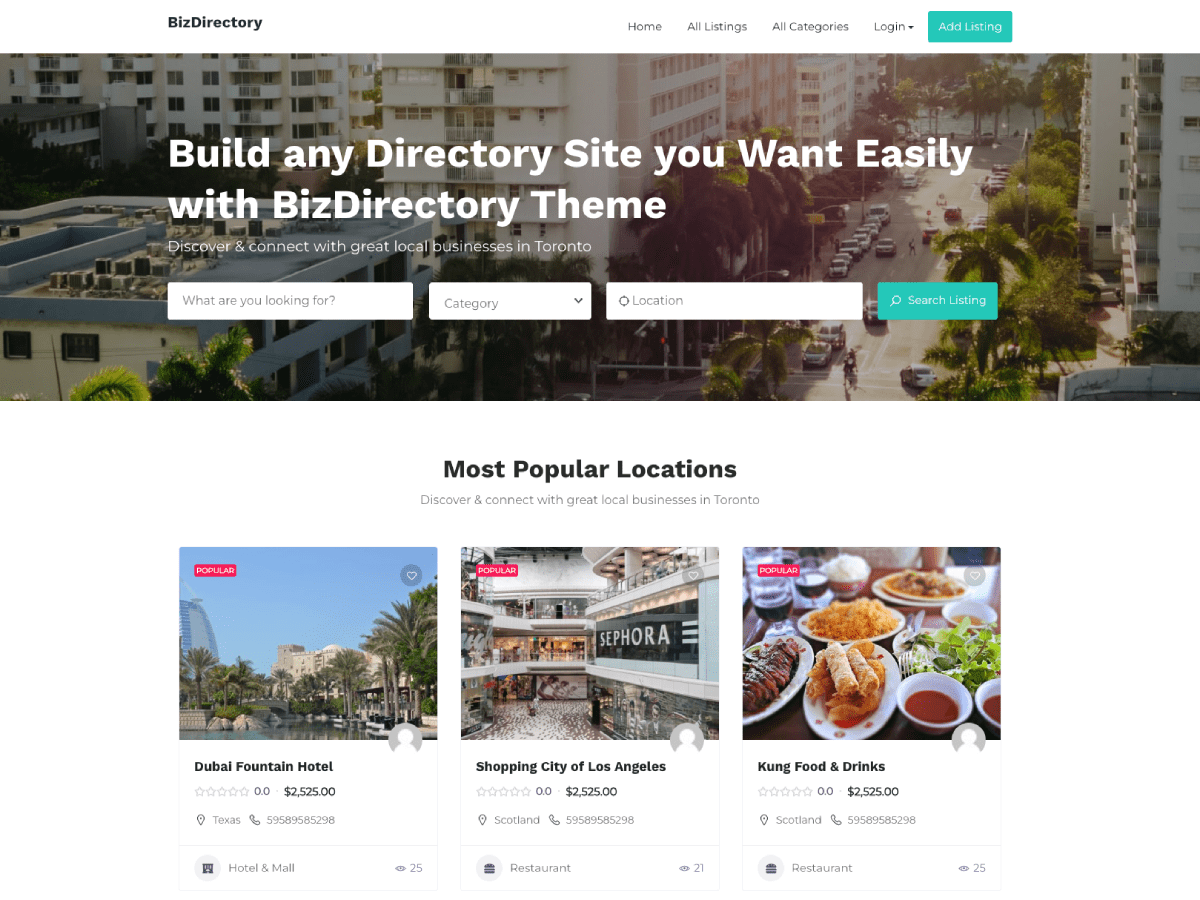 BizDirectory
Home
All Listings
All Categories
Login
Add Listing
Build any Directory Site you Want Easily
with BizDirectory Theme
Discover & connect with great local businesses in Toronto
What are you looking for?
Category
Location
Search Listing
Most Popular Locations
Discover & connect with great local businesses in Toronto
POPULAR
POPULAR
SEPHORA
POPULAR
Dubai Fountain Hotel
0.0 · $2,525.00
Texas 59589585298
Hotel & Mall 25
Shopping City of Los Angeles
0.0 · $2,525.00
Scotland 59589585298
Restaurant 21
Kung Food & Drinks
0.0 · $2,525.00
Scotland 59589585298
Restaurant 25